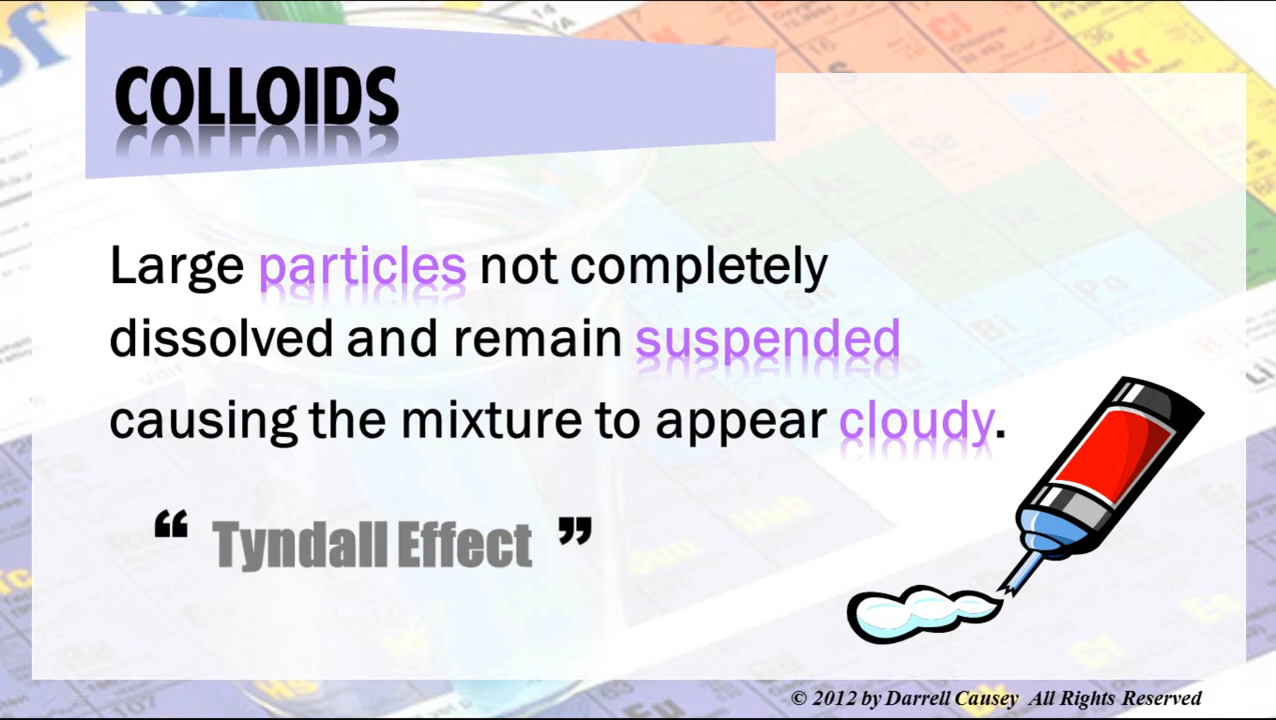 COLLOIDS
Large particles not completely
dissolved and remain suspended
causing the mixture to appear cloudy.
“ Tyndall Effect ”
© 2012 by Darrell Causey All Rights Reserved